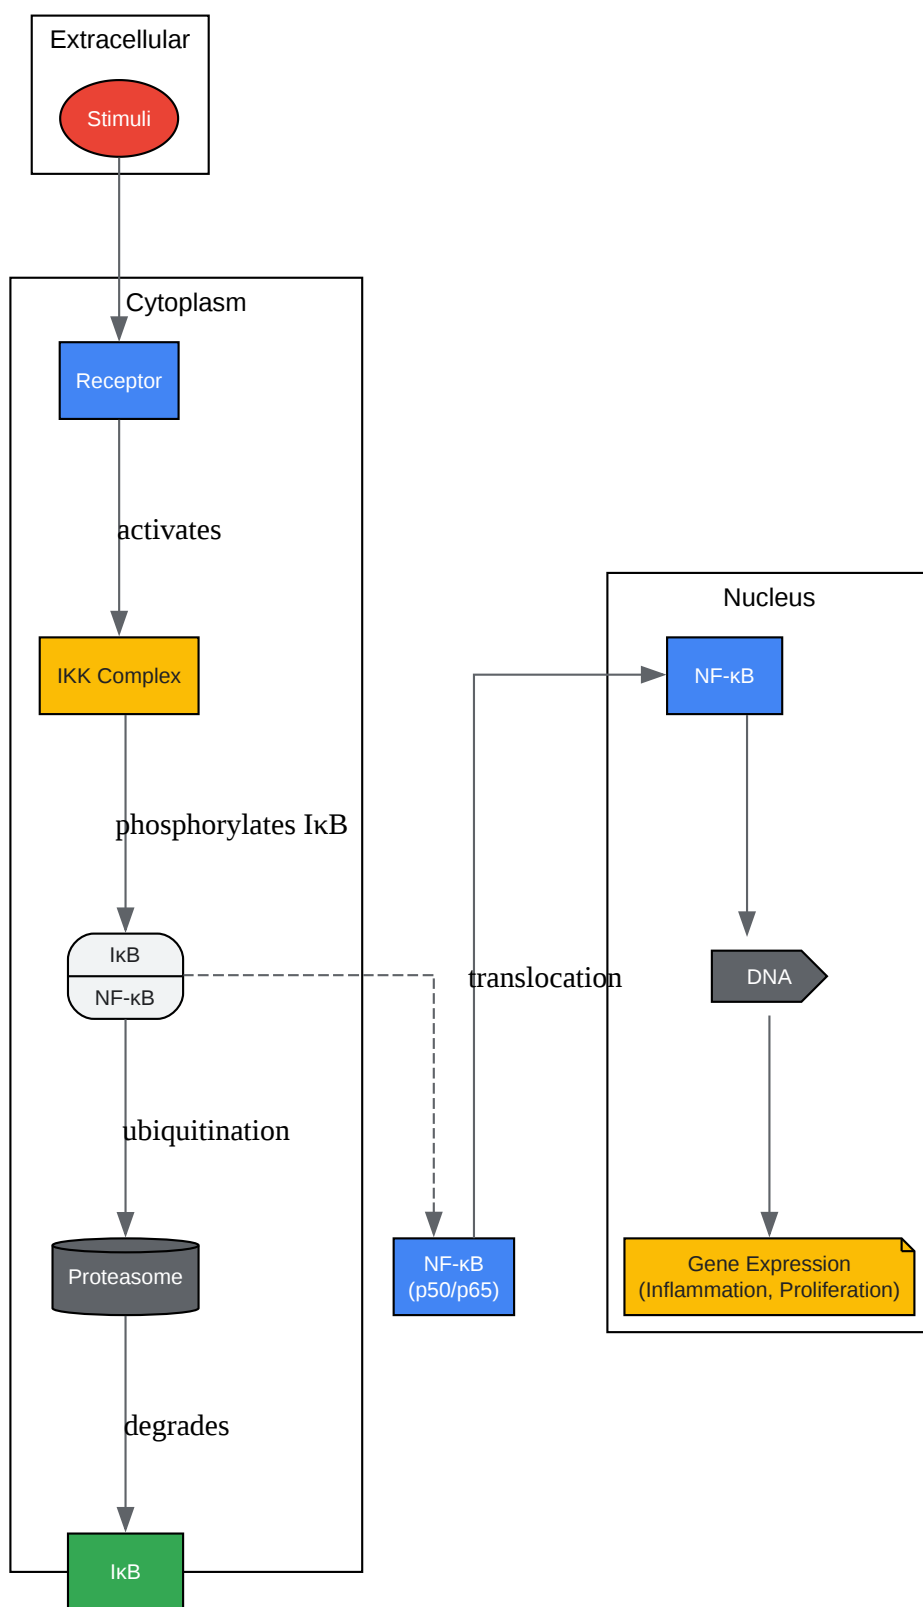 Extracellular
Stimuli
Cytoplasm
Receptor
activates
IKK Complex
phosphorylates IκB
IκB
NF-κB
ubiquitination
Proteasome
degrades
IκB
NF-κB
(p50/p65)
translocation
Nucleus
NF-κB
DNA
Gene Expression
(Inflammation, Proliferation)